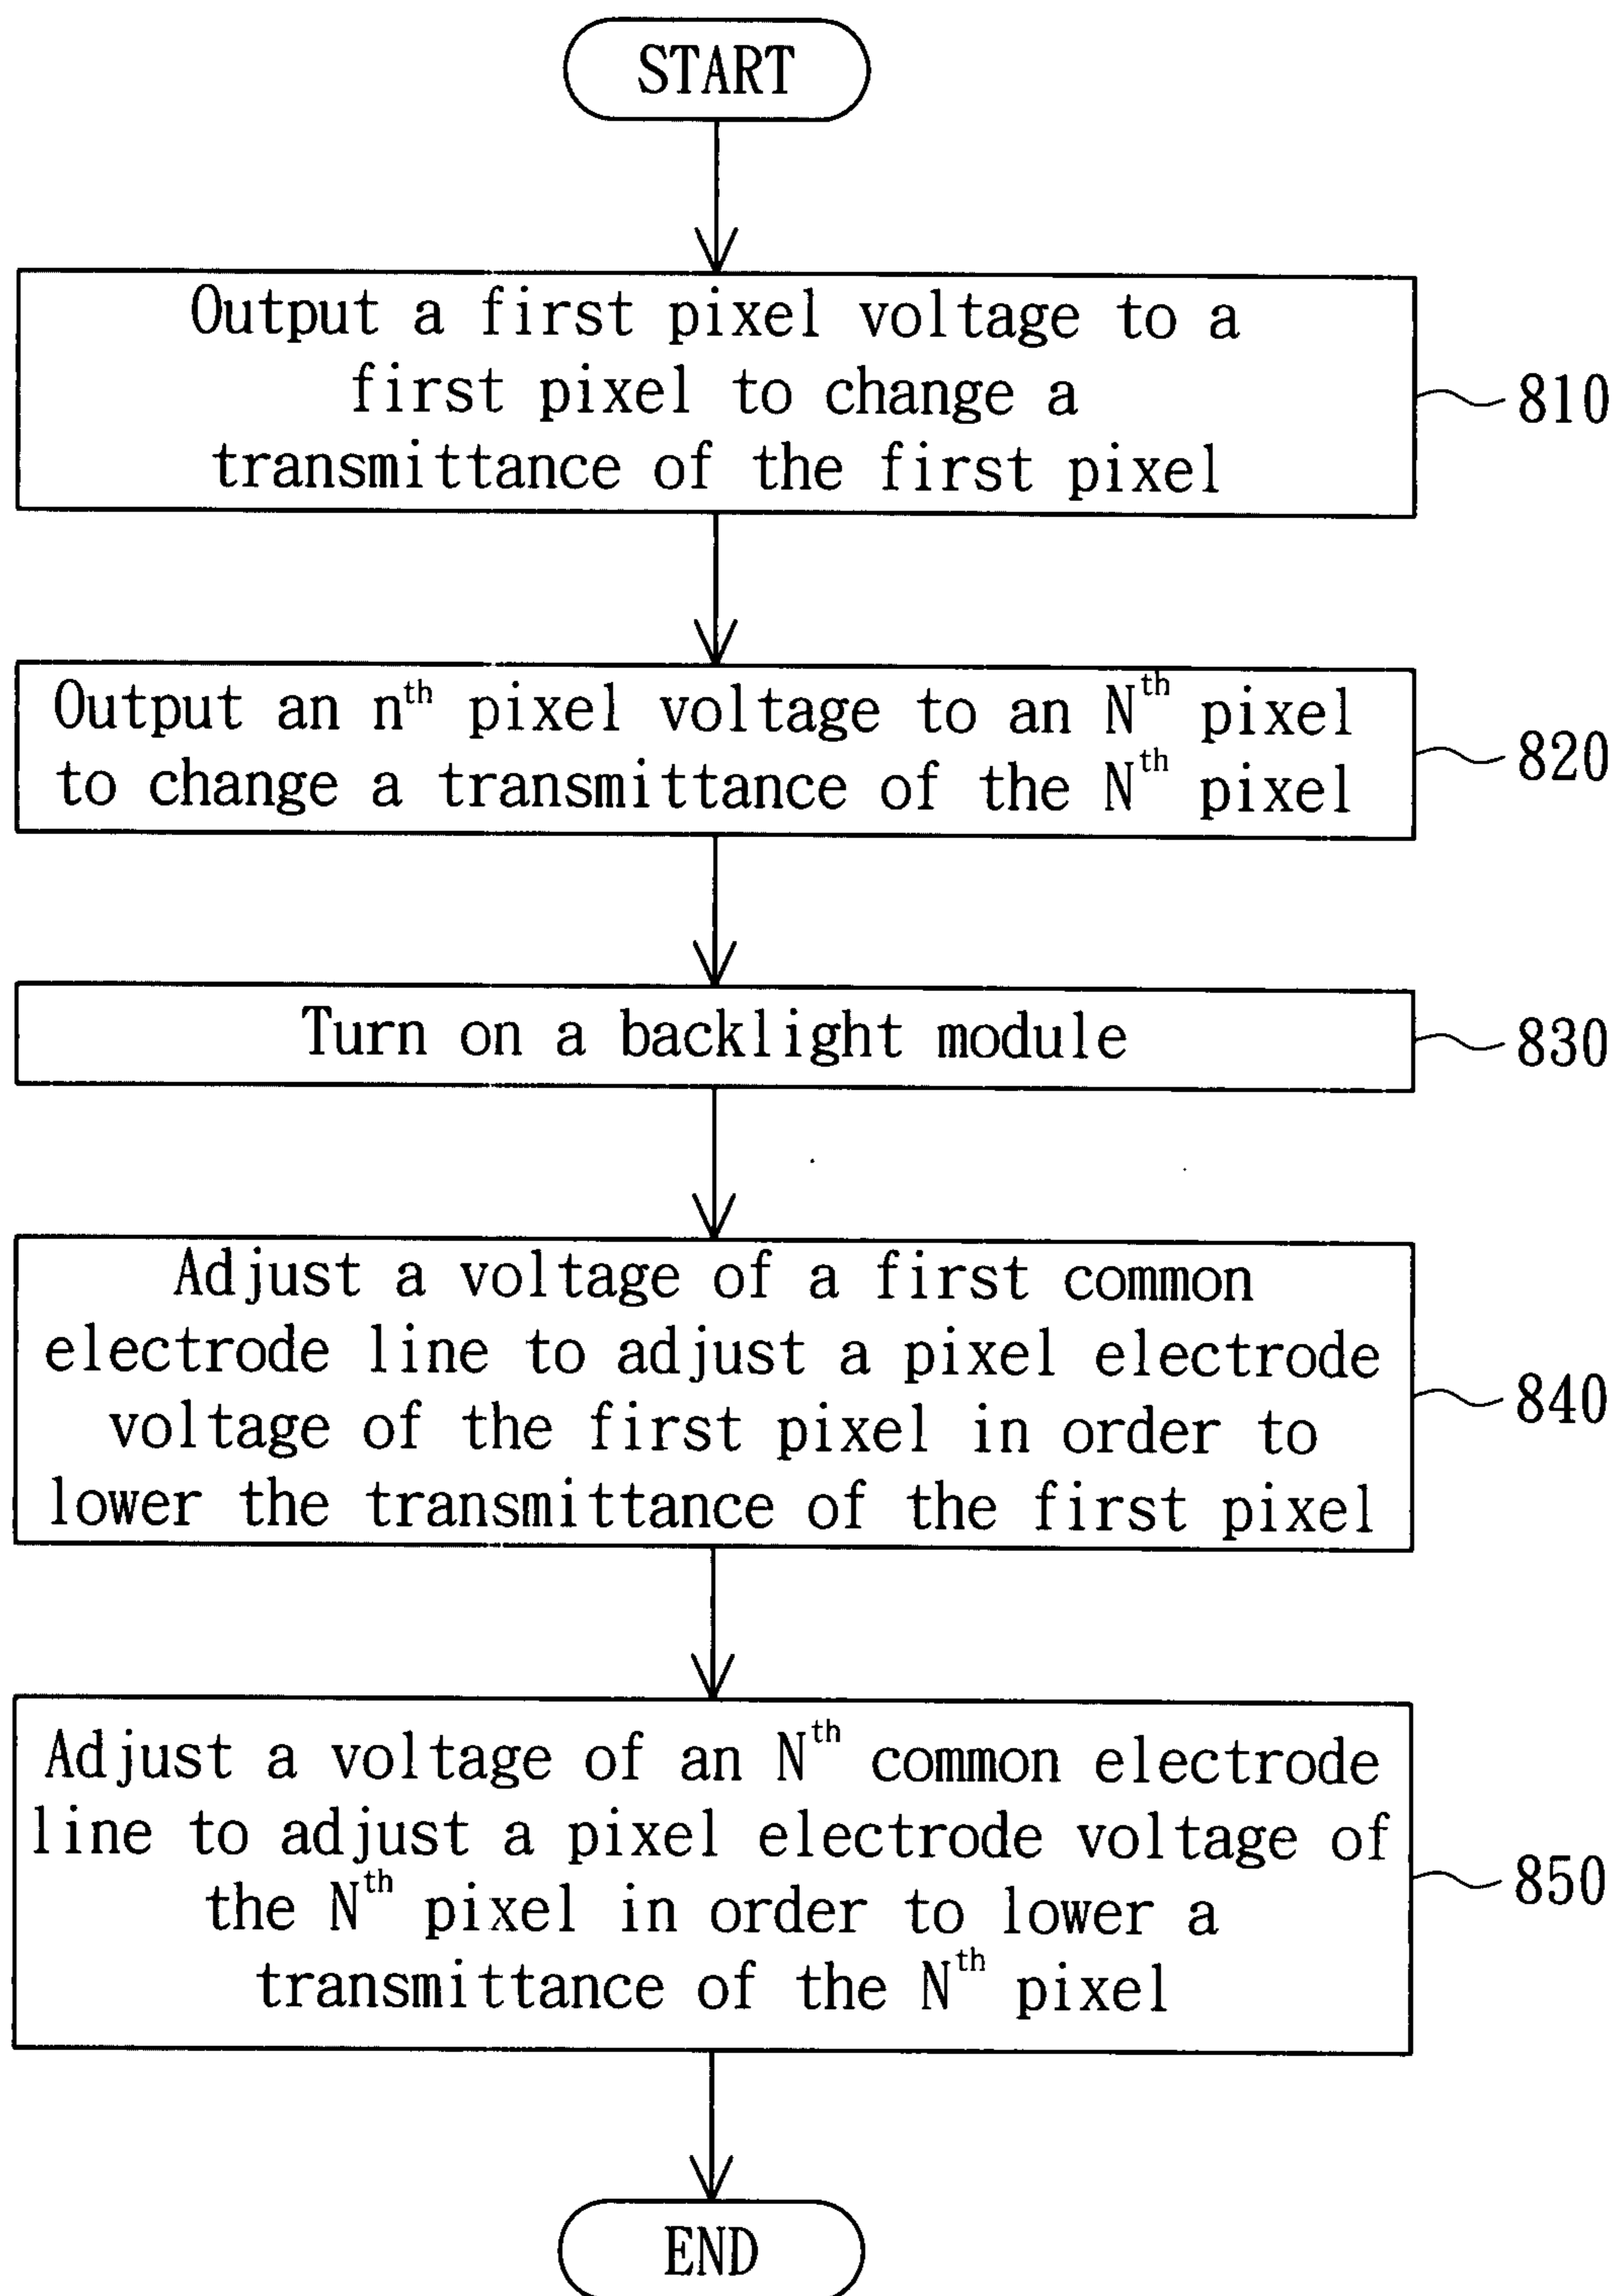 START
Output a first pixel voltage to a
first pixel to change a
transmittance of the first pixel
810
Output an nth pixel voltage to an Nth pixel
to change a transmittance of the Nth pixel
820
Turn on a backlight module
830
Adjust a voltage of a first common
electrode line to adjust a pixel electrode
voltage of the first pixel in order to
lower the transmittance of the first pixel
840
Adjust a voltage of an Nth common electrode
line to adjust a pixel electrode voltage of
the Nth pixel in order to lower a
transmittance of the Nth pixel
850
END